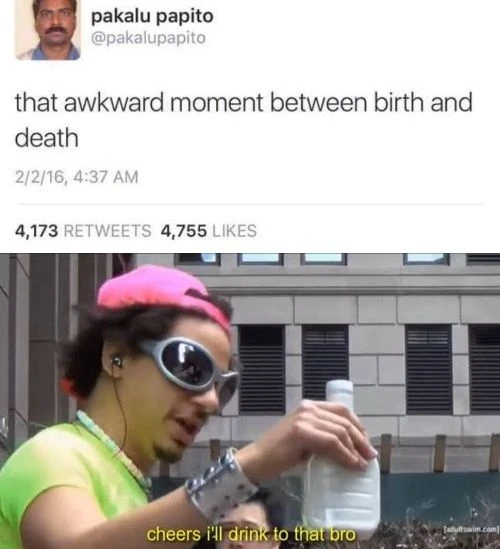 pakalu papito
@pakalupapito
that awkward moment between birth and
death
2/2/16, 4:37 AM
4,173 RETWEETS 4,755 LIKES
cheers i'll drink to that bro
[adultswim.com]